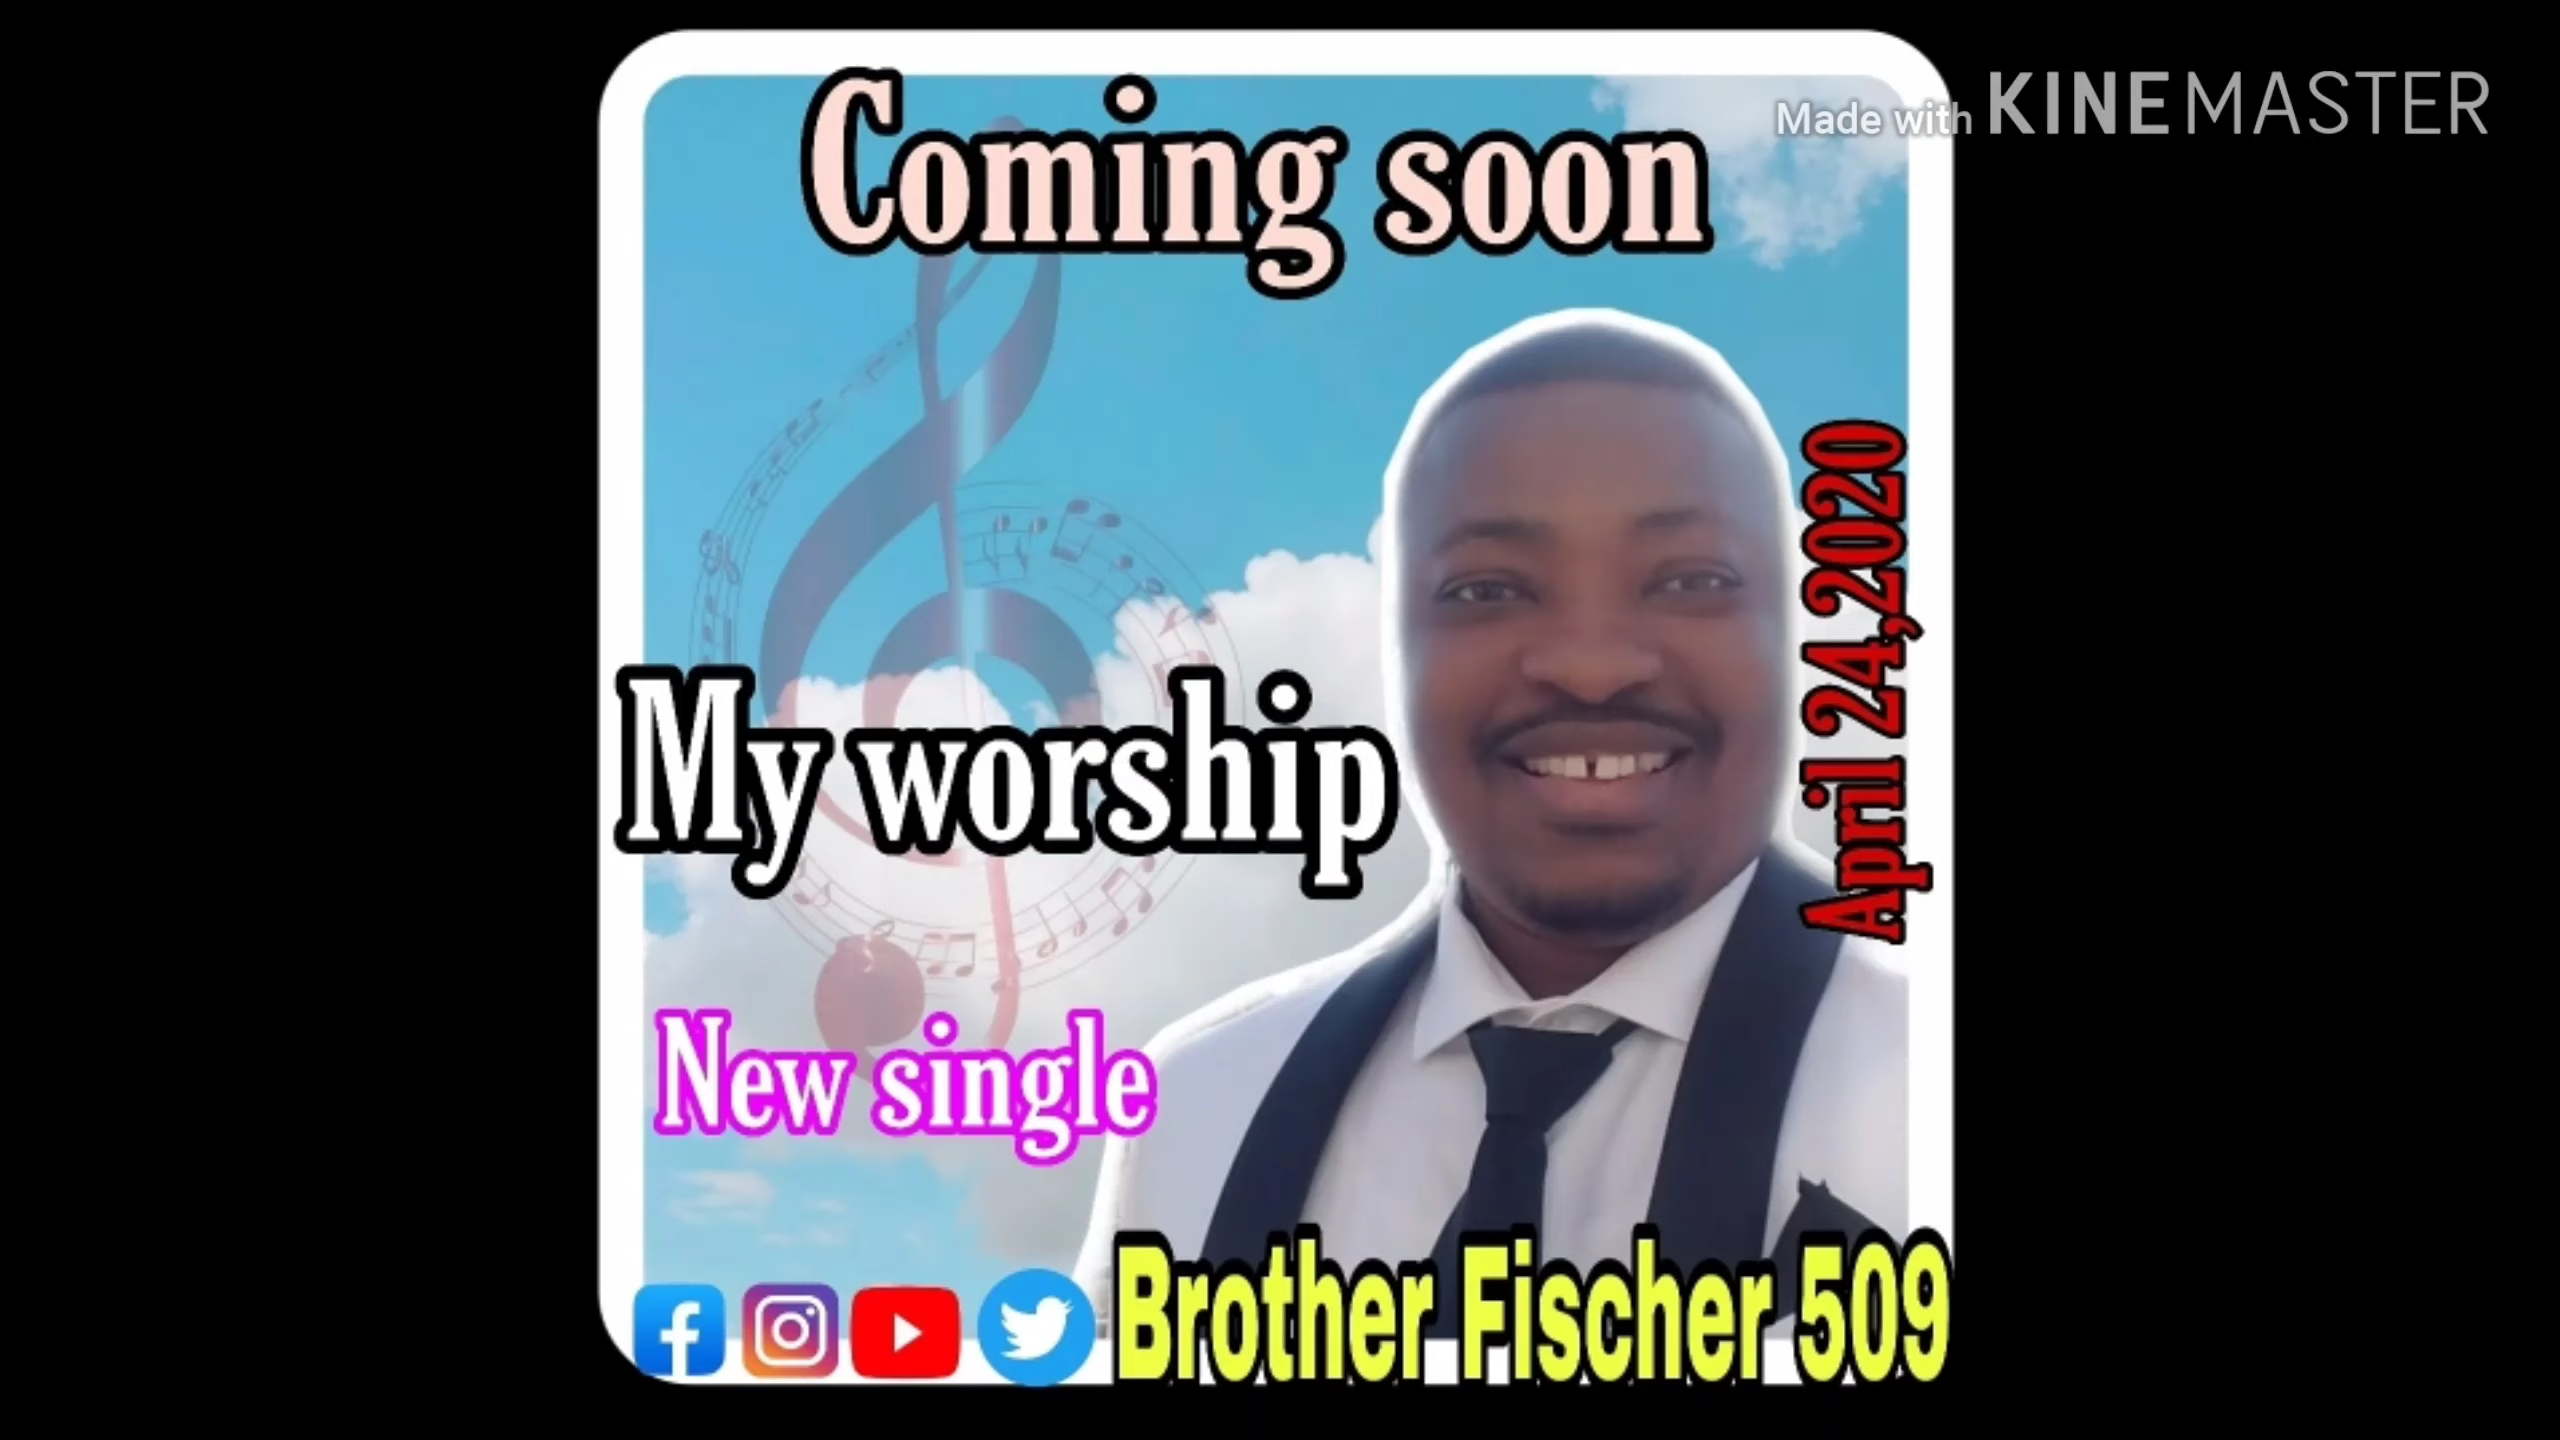 Coming soon
Made with KINEMASTER
April 24,2020
My worship
New single
Brother Fischer 509